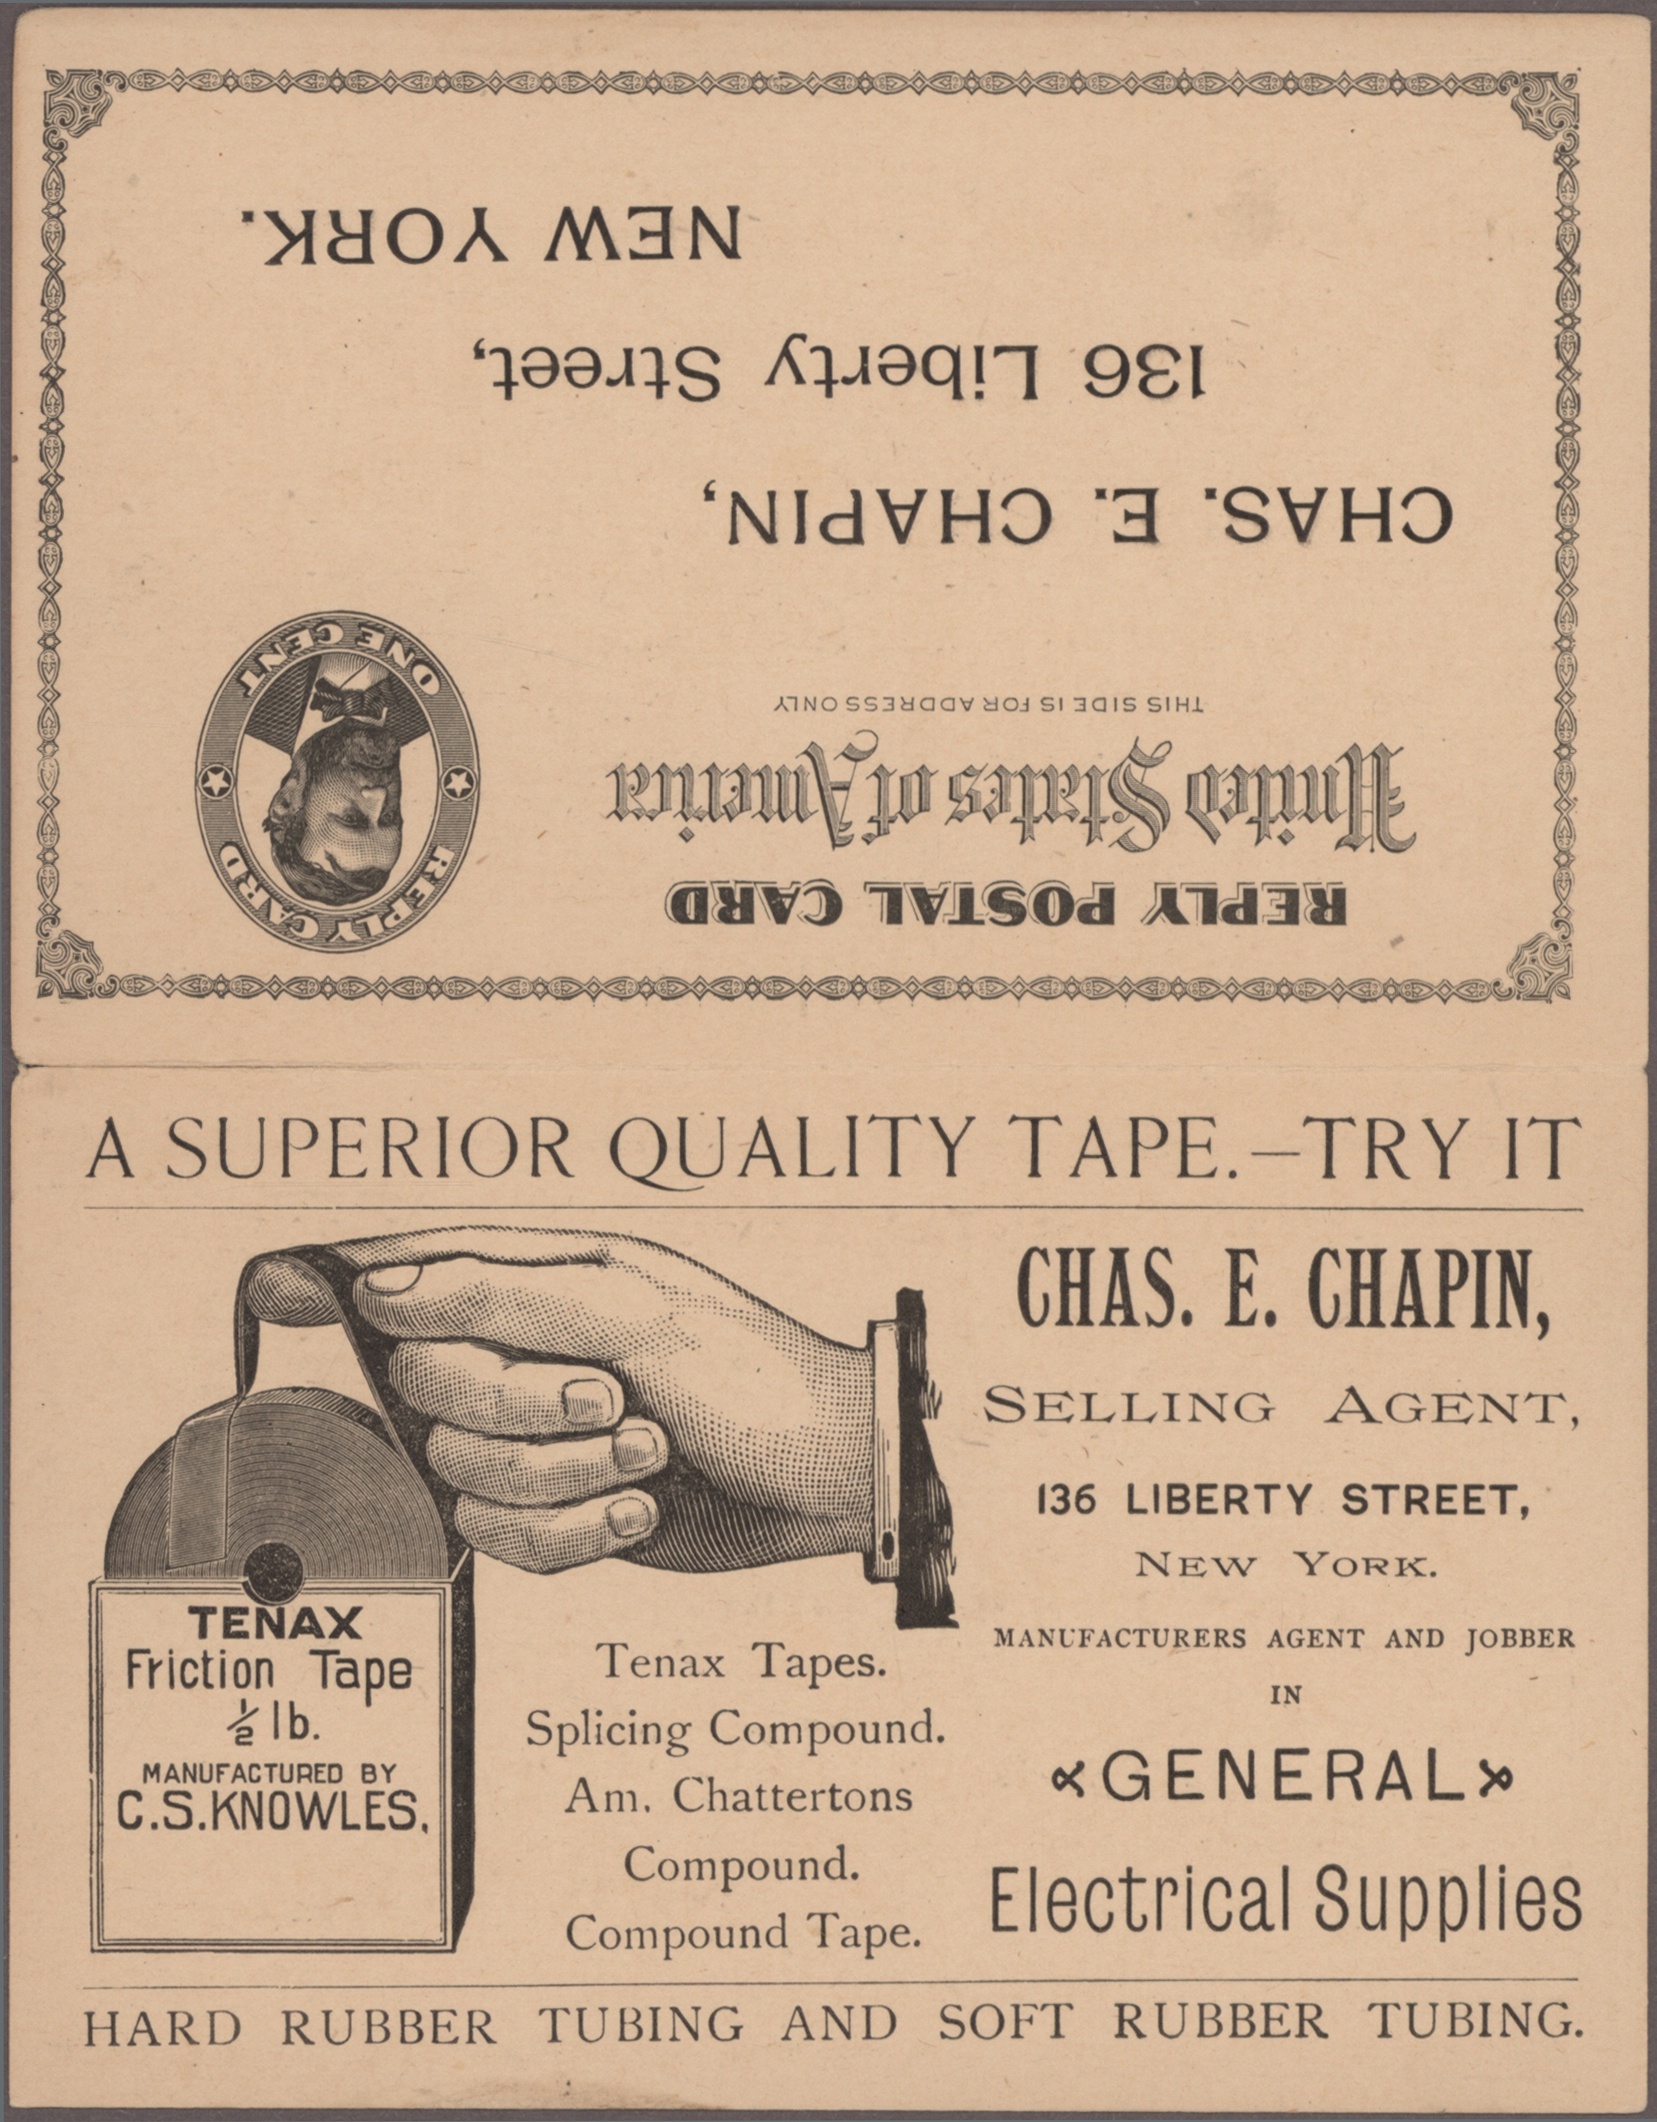 REPLY POSTAL CARD
United States of America
THIS SIDE IS FOR ADDRESS ONLY
REPLY CARD
ONE CENT
CHAS. E. CHAPIN,
136 Liberty Street,
NEW YORK.
A SUPERIOR QUALITY TAPE.—TRY IT
TENAX
Friction Tape
½ lb.
MANUFACTURED BY
C.S.KNOWLES.
Tenax Tapes.
Splicing Compound.
Am. Chattertons
Compound.
Compound Tape.
CHAS. E. CHAPIN,
SELLING AGENT,
136 LIBERTY STREET,
NEW YORK.
MANUFACTURERS AGENT AND JOBBER
IN
GENERAL
Electrical Supplies
HARD RUBBER TUBING AND SOFT RUBBER TUBING.